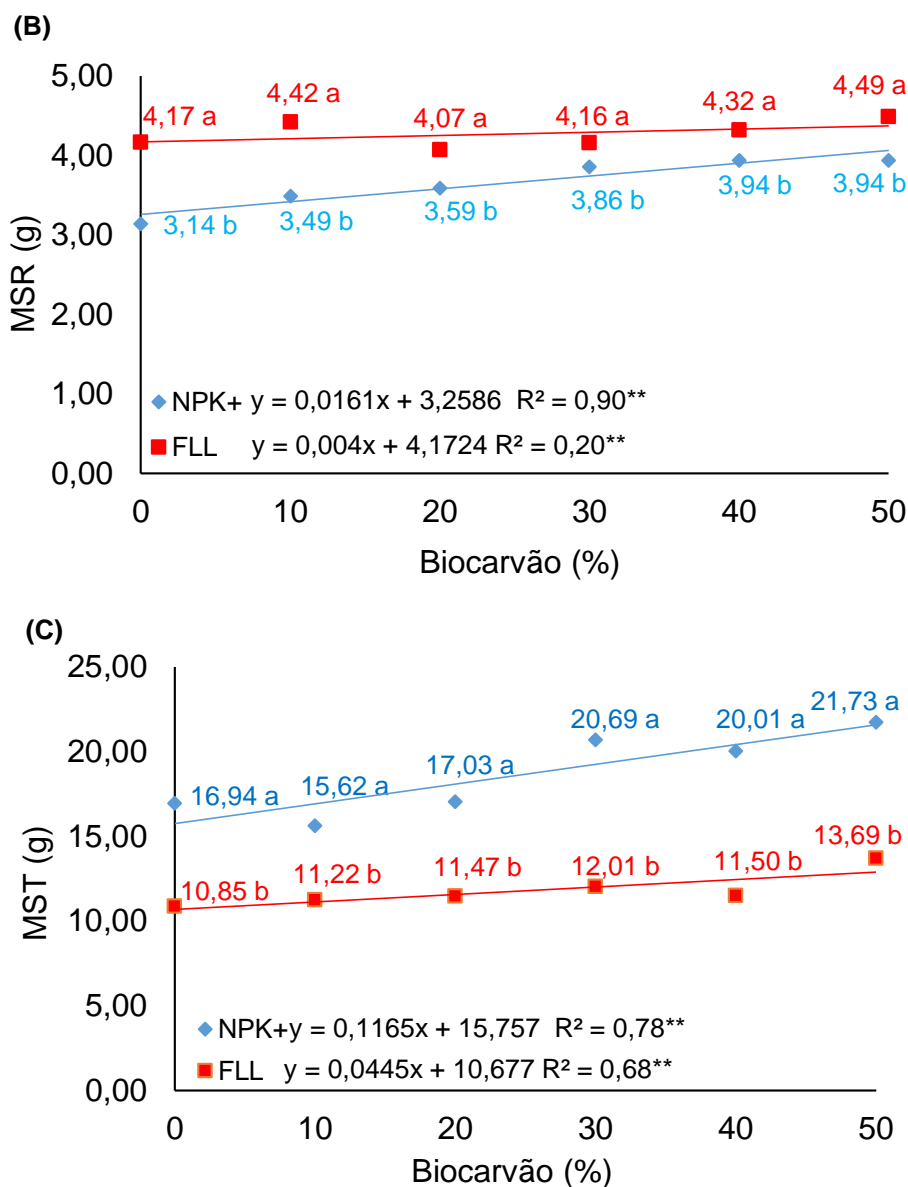 (B)
5,00
4,00
3,00
2,00
1,00
0,00
MSR (g)
4,17 a 4,42 a 4,07 a 4,16 a 4,32 a 4,49 a
3,14 b 3,49 b 3,59 b 3,86 b 3,94 b 3,94 b
NPK+ y = 0,0161x + 3,2586 R² = 0,90**
FLL y = 0,004x + 4,1724 R² = 0,20**
0 10 20 30 40 50
Biocarvão (%)
(C)
25,00
20,00
15,00
10,00
5,00
0,00
MST (g)
16,94 a 15,62 a 17,03 a 20,69 a 20,01 a 21,73 a
10,85 b 11,22 b 11,47 b 12,01 b 11,50 b 13,69 b
NPK+y = 0,1165x + 15,757 R² = 0,78**
FLL y = 0,0445x + 10,677 R² = 0,68**
0 10 20 30 40 50
Biocarvão (%)